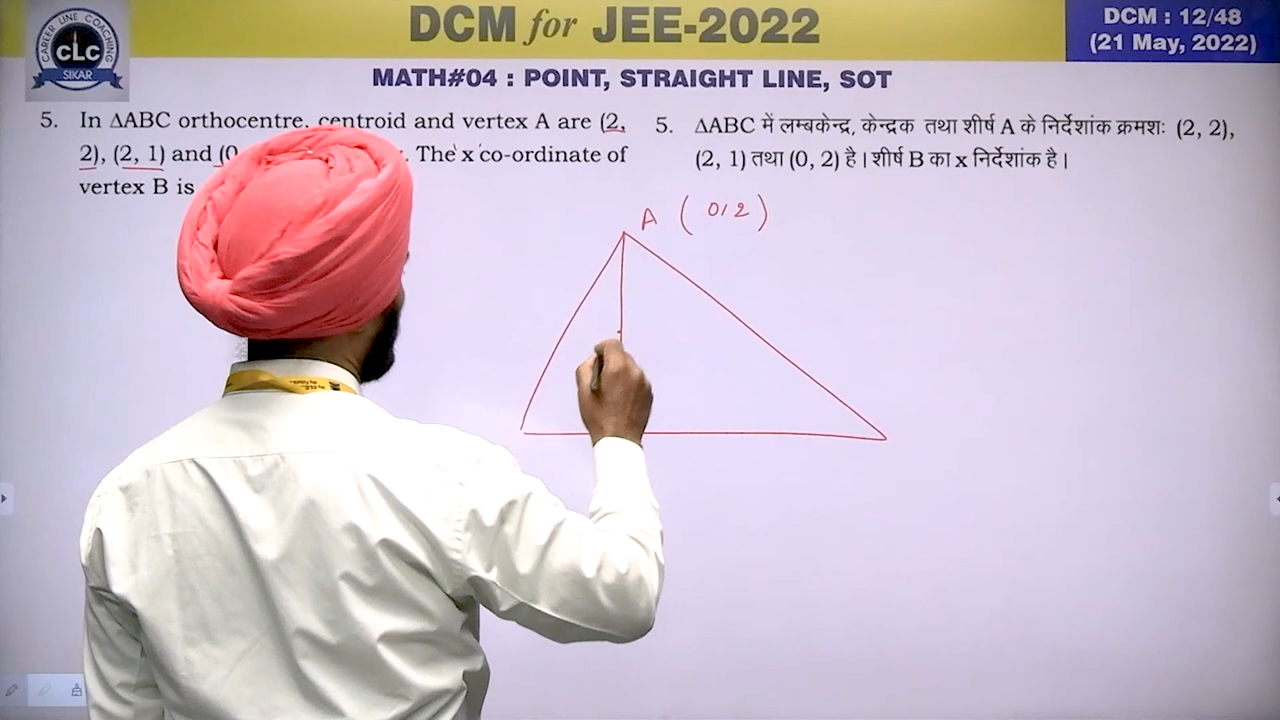 CAREER LINE COACHING
CLC
SIKAR
DCM for JEE-2022
DCM : 12/48
(21 May, 2022)
MATH#04 : POINT, STRAIGHT LINE, SOT
5. In ΔABC orthocentre, centroid and vertex A are (2,
2), (2, 1) and (0 The x co-ordinate of
vertex B is
5. ΔABC में लम्बकेन्द्र, केन्द्रक तथा शीर्ष A के निर्देशांक क्रमशः (2, 2),
(2, 1) तथा (0, 2) है। शीर्ष B का x निर्देशांक है।
A (0,2)